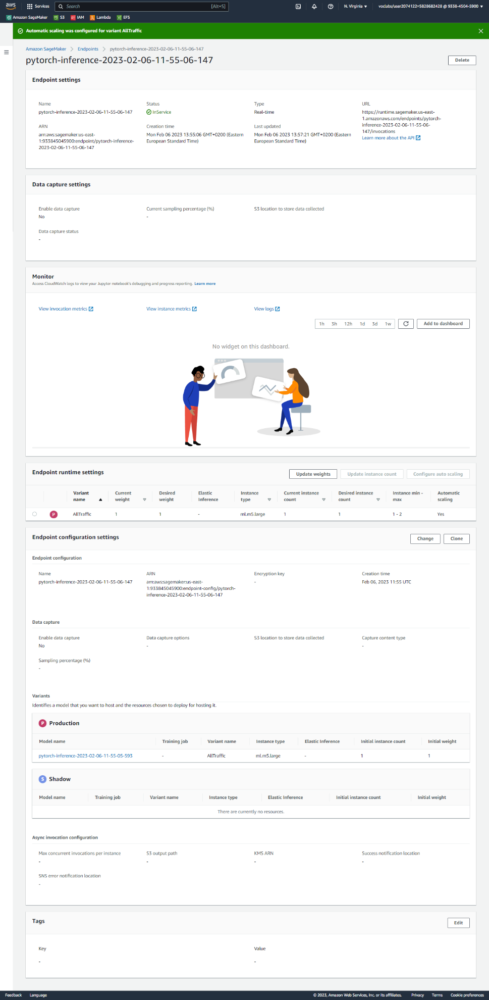 aws
Services
Search
[Alt+S]
N. Virginia
voclabs/user2074122=5828682428 @ 9338-4504-5900
Amazon SageMaker
S3
IAM
Lambda
EFS
Automatic scaling was configured for variant AllTraffic
Amazon SageMaker
Endpoints
pytorch-inference-2023-02-06-11-55-06-147
pytorch-inference-2023-02-06-11-55-06-147
Delete
Endpoint settings
Name
pytorch-inference-2023-02-06-11-55-06-147
Status
InService
Type
Real-time
URL
https://runtime.sagemaker.us-east-
1.amazonaws.com/endpoints/pytorch-
inference-2023-02-06-11-55-06-
147/invocations
Learn more about the API
ARN
arn:aws:sagemaker:us-east-
1:933845045900:endpoint/pytorch-inference-
2023-02-06-11-55-06-147
Creation time
Mon Feb 06 2023 13:55:06 GMT+0200 (Eastern
European Standard Time)
Last updated
Mon Feb 06 2023 13:57:21 GMT+0200 (Eastern
European Standard Time)
Data capture settings
Enable data capture
No
Current sampling percentage (%)
-
S3 location to store data collected
Data capture status
-
Monitor
Access CloudWatch logs to view your Jupyter notebook's debugging and progress reporting. Learn more
View invocation metrics
View instance metrics
View logs
1h 3h 12h 1d 3d 1w
Add to dashboard
No widget on this dashboard.
Endpoint runtime settings
Update weights
Update instance count
Configure auto scaling
Variant name
Current weight
Desired weight
Elastic Inference
Instance type
Current instance count
Desired instance count
Instance min - max
Automatic scaling
P AllTraffic 1 1 - ml.m5.large 1 1 1 - 2 Yes
Endpoint configuration settings
Change
Clone
Endpoint configuration
Name
pytorch-inference-2023-02-06-11-55-06-147
ARN
arn:aws:sagemaker:us-east-
1:933845045900:endpoint-config/pytorch-
inference-2023-02-06-11-55-06-147
Encryption key
-
Creation time
Feb 06, 2023 11:55 UTC
Data capture
Enable data capture
No
Data capture options
-
S3 location to store data collected
-
Capture content type
-
Sampling percentage (%)
-
Variants
Identifies a model that you want to host and the resources chosen to deploy for hosting it.
P Production
Model name Training job Variant name Instance type Elastic Inference Initial instance count Initial weight
pytorch-inference-2023-02-06-11-55-05-593 - AllTraffic ml.m5.large - 1 1
S Shadow
Model name Training job Variant name Instance type Elastic Inference Initial instance count Initial weight
There are currently no resources.
Async invocation configuration
Max concurrent invocations per instance
-
S3 output path
-
KMS ARN
-
Success notification location
-
SNS error notification location
-
Tags
Edit
Key
-
Value
-
Feedback
Language
© 2023, Amazon Web Services, Inc. or its affiliates.
Privacy
Terms
Cookie preferences